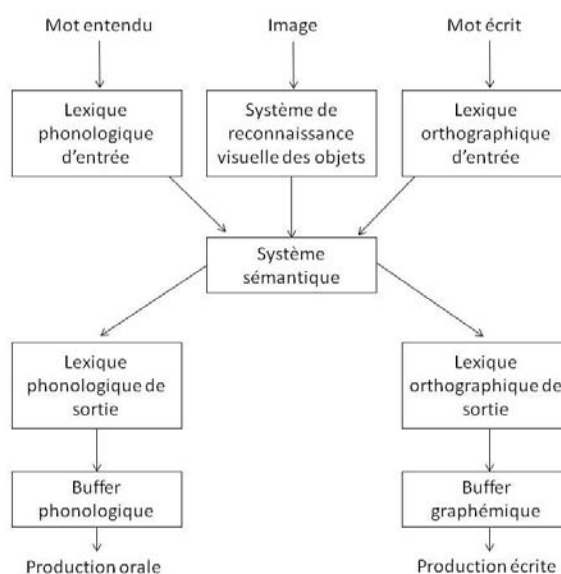 Mot entendu
Image
Mot écrit
Lexique
phonologique
d'entrée
Système de
reconnaissance
visuelle des objets
Lexique
orthographique
d'entrée
Système
sémantique
Lexique
phonologique de
sortie
Lexique
orthographique de
sortie
Buffer
phonologique
Buffer
graphémique
Production orale
Production écrite